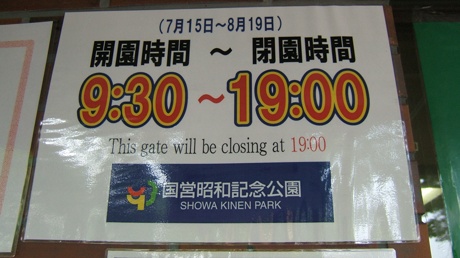 (7月15日～8月19日)
開園時間 ～ 閉園時間
9:30～19:00
This gate will be closing at 19:00
国営昭和記念公園
SHOWA KINEN PARK